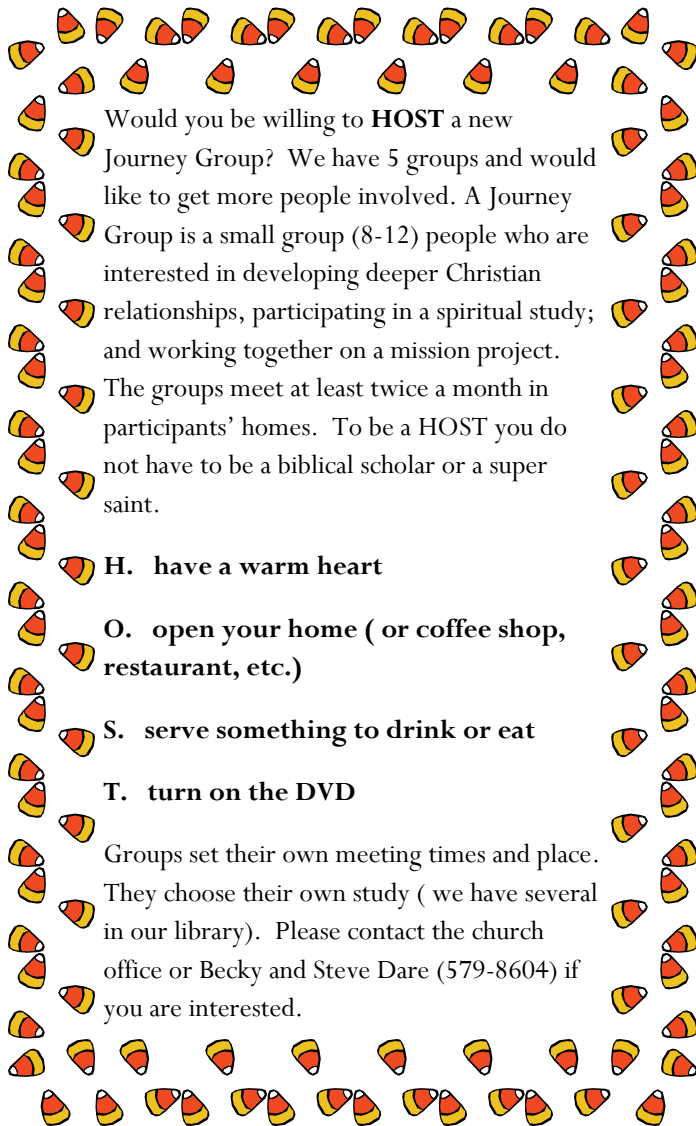 Would you be willing to HOST a new
Journey Group?  We have 5 groups and would
like to get more people involved. A Journey
Group is a small group (8-12) people who are
interested in developing deeper Christian
relationships, participating in a spiritual study;
and working together on a mission project.
The groups meet at least twice a month in
participants’ homes.  To be a HOST you do
not have to be a biblical scholar or a super
saint.
H.   have a warm heart
O.   open your home ( or coffee shop,
restaurant, etc.)
S.   serve something to drink or eat
T.   turn on the DVD
Groups set their own meeting times and place.
They choose their own study ( we have several
in our library).  Please contact the church
office or Becky and Steve Dare (579-8604) if
you are interested.